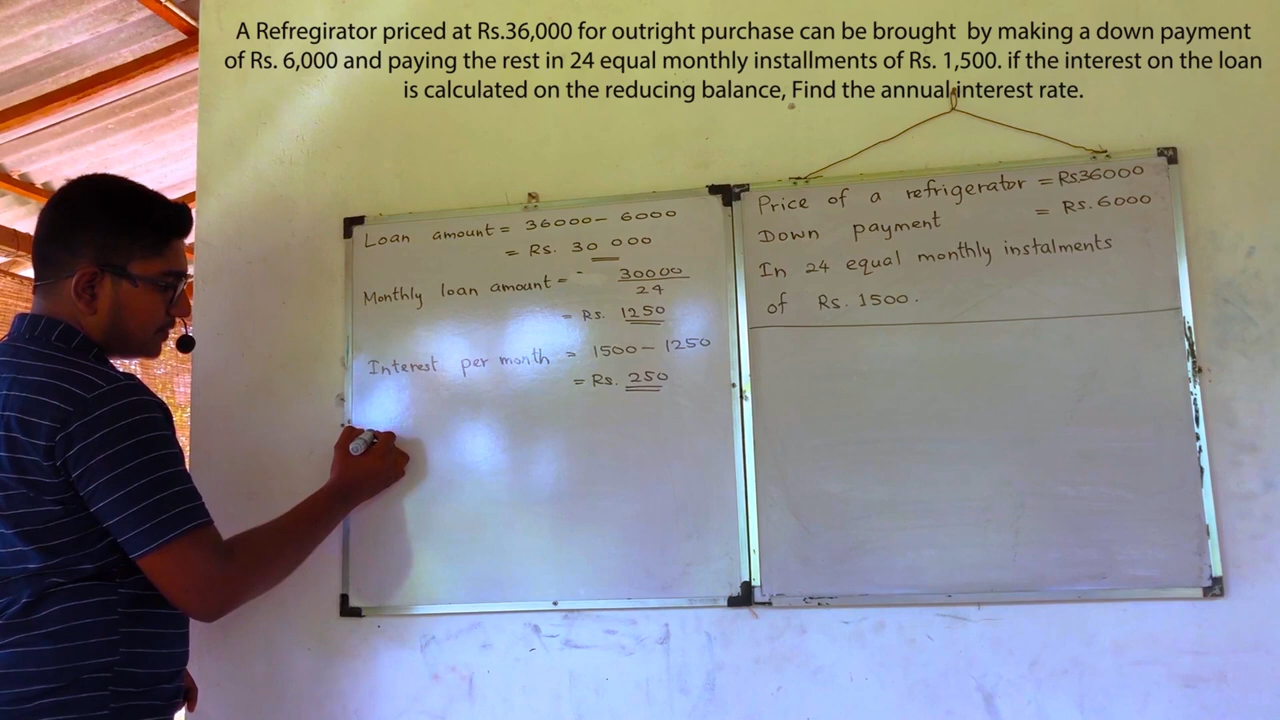 A Refregirator priced at Rs.36,000 for outright purchase can be brought by making a down payment
of Rs. 6,000 and paying the rest in 24 equal monthly installments of Rs. 1,500. if the interest on the loan
is calculated on the reducing balance, Find the annual interest rate.
Loan amount = 36000 - 6000
= Rs. 30 000
Monthly loan amount = 30000
24
= Rs. 1250
Interest per month = 1500 - 1250
= Rs. 250
Price of a refrigerator = Rs36000
Down payment = Rs. 6000
In 24 equal monthly instalments
of Rs. 1500.